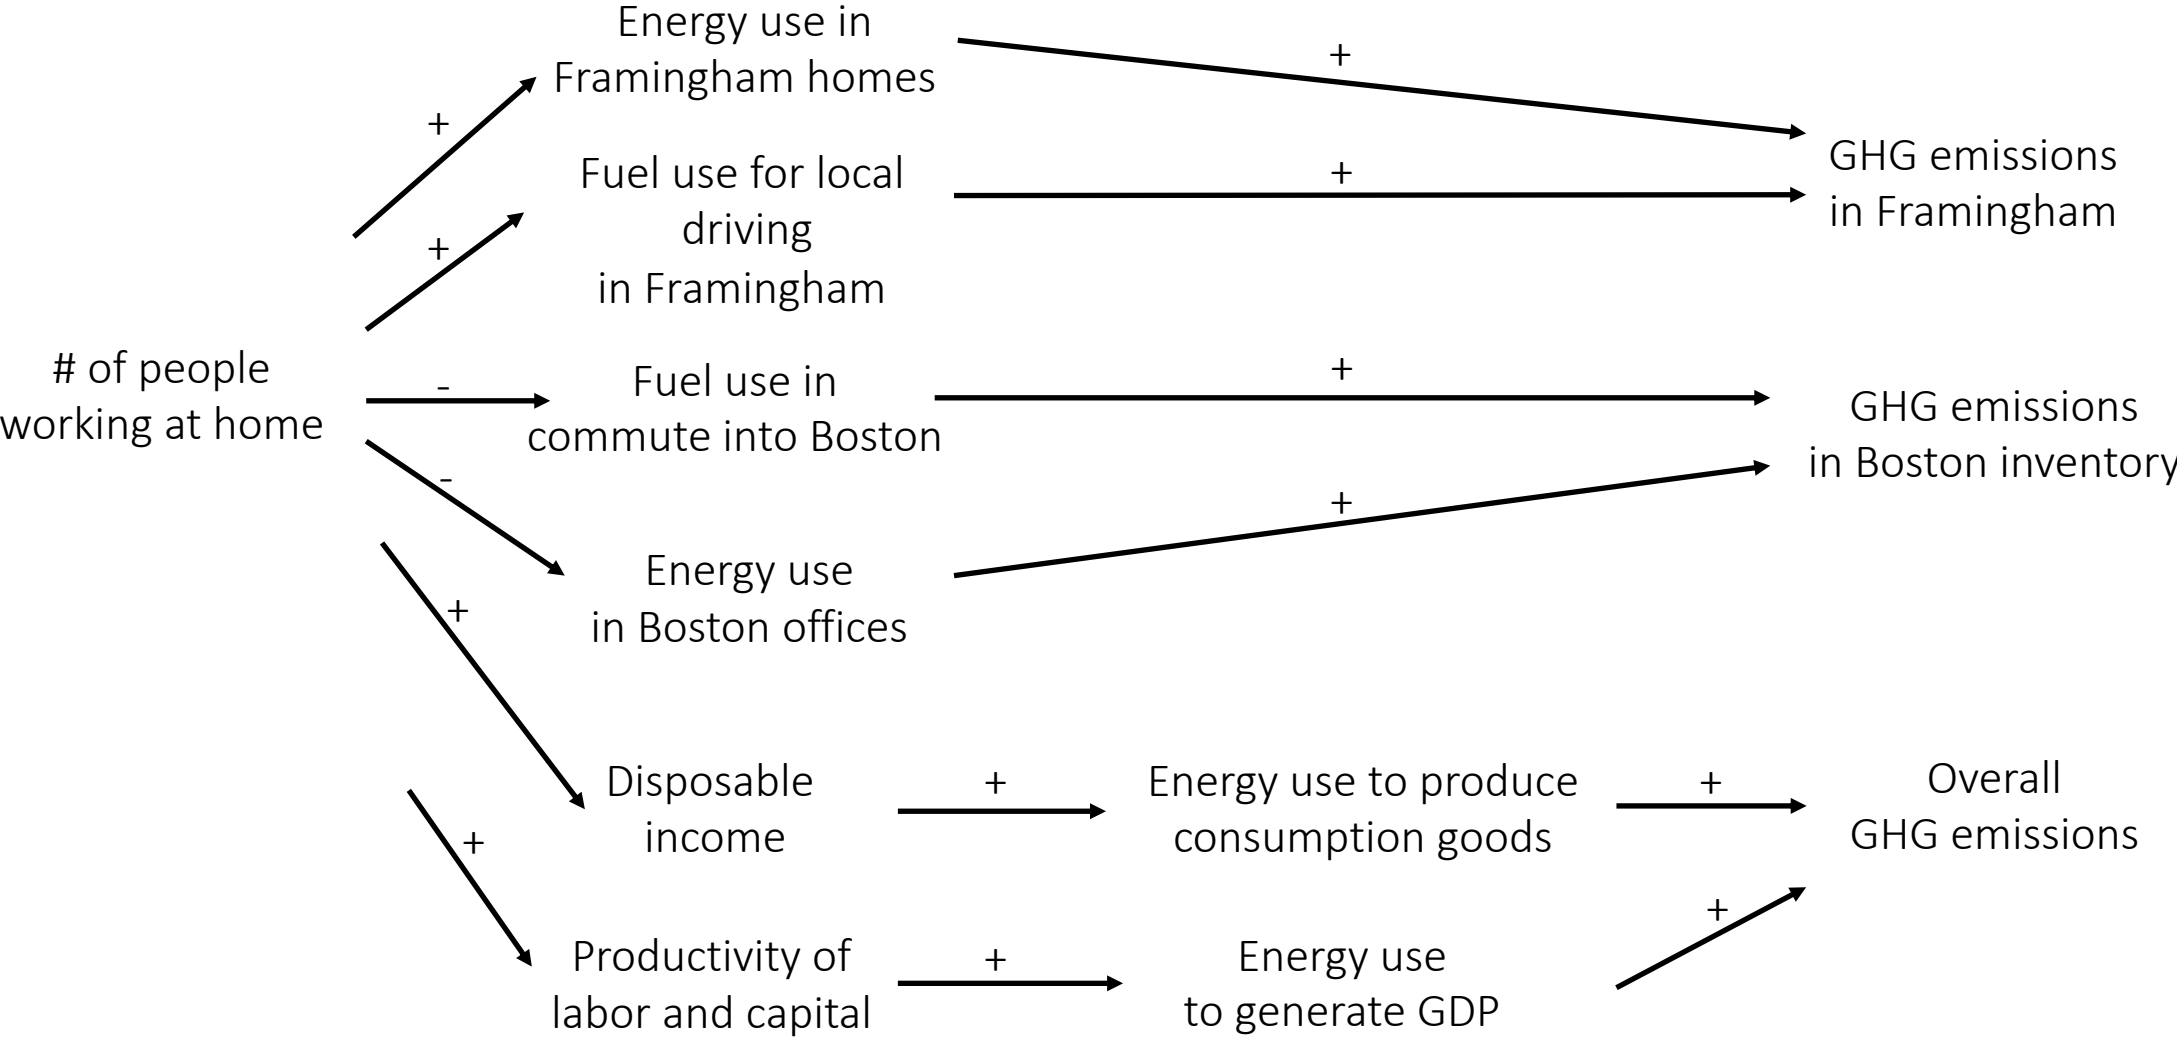 Energy use in
Framingham homes
+
+
Fuel use for local
driving
in Framingham
+
+
GHG emissions
in Framingham
# of people
working at home
-
Fuel use in
commute into Boston
+
GHG emissions
in Boston inventory
-
Energy use
in Boston offices
+
+
Disposable
income
+
Energy use to produce
consumption goods
+
Overall
GHG emissions
+
Productivity of
labor and capital
+
Energy use
to generate GDP
+